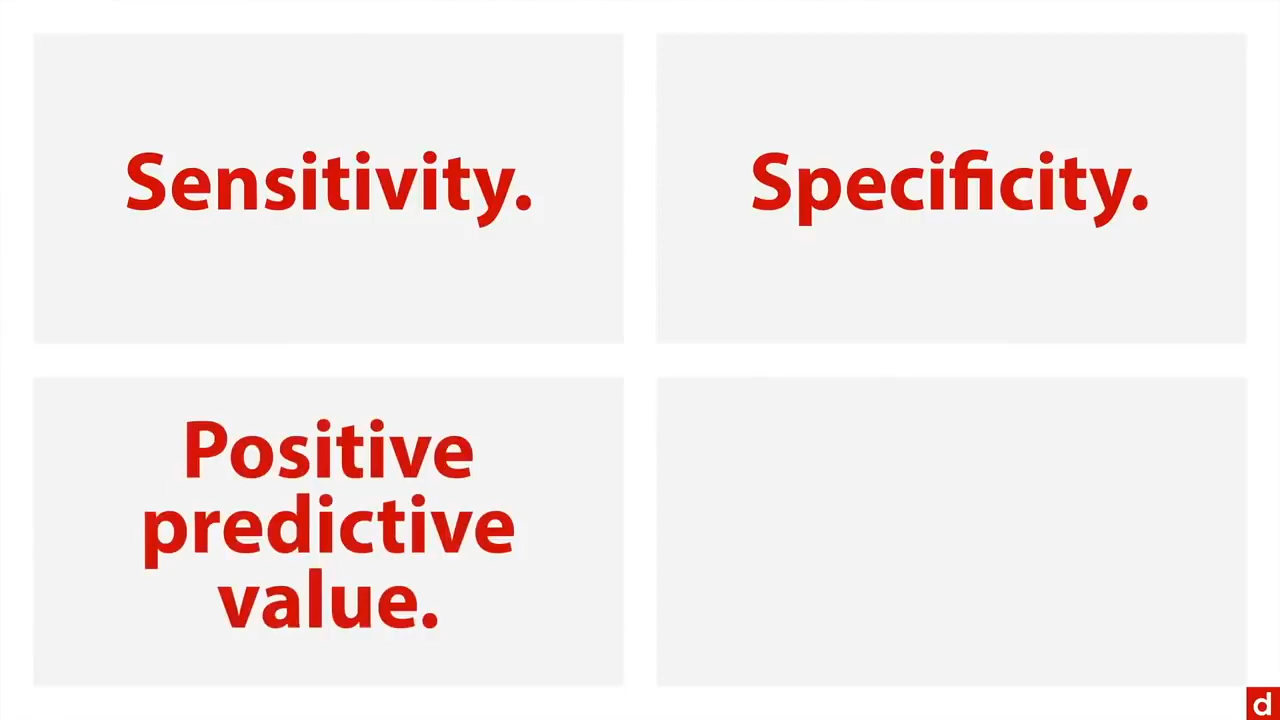 Sensitivity.
Specificity.
Positive
predictive
value.
d